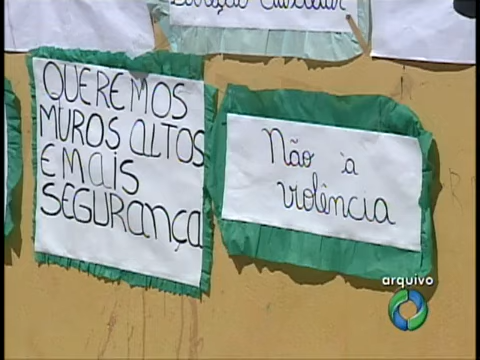 QUEREMOS
MUROS ALTOS
E MAIS
SEGURANÇA
Não à
violência
arquivo